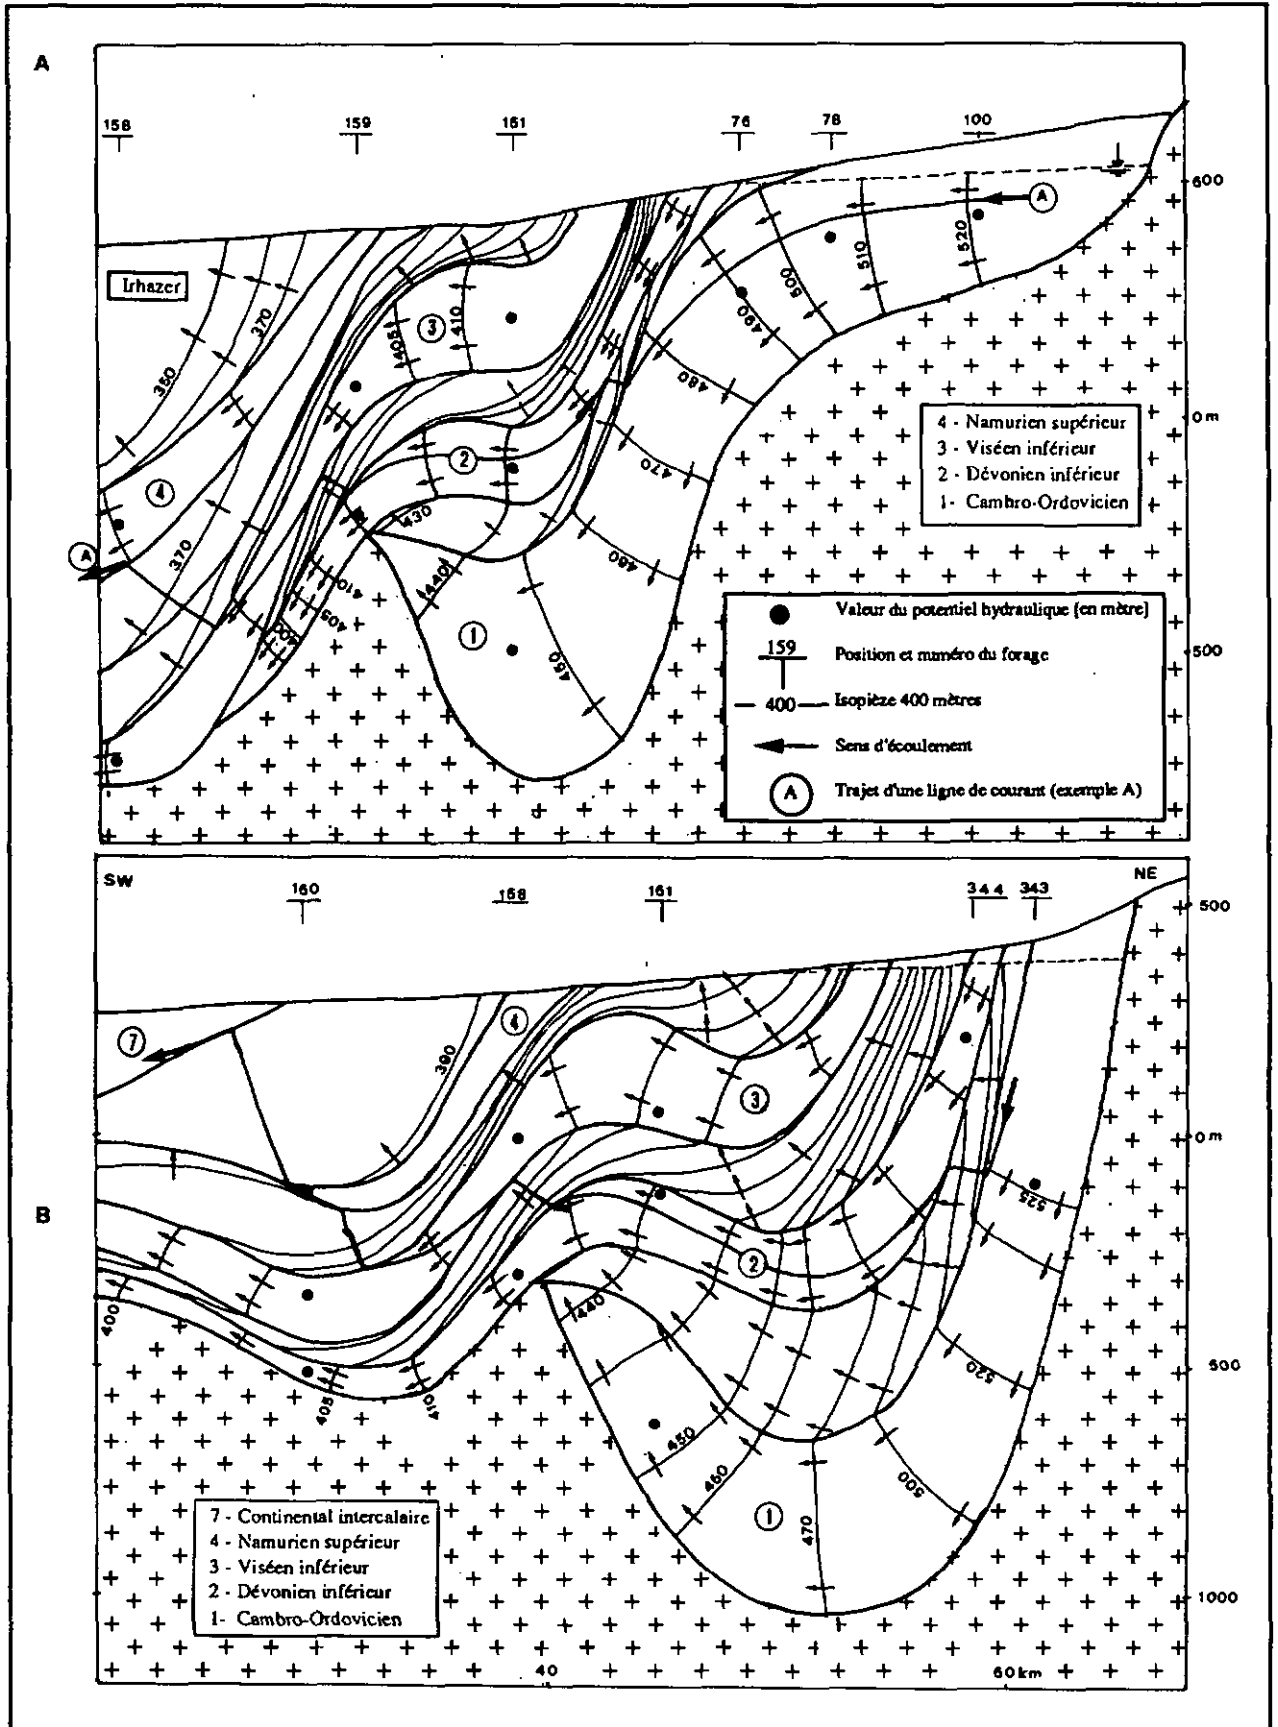 A
158
159
151
76
78
100
600
A
Irhazer
520
510
500
490
480
470
460
450
440
430
410
405
400
370
350
370
410
405
3
2
4
1
A
0 m
4 - Namurien supérieur
3 - Viséen inférieur
2 - Dévonien inférieur
1- Cambro-Ordovicien
Valeur du potentiel hydraulique [en mètre]
159
Position et numéro du forage
500
400
Isopièze 400 mètres
Sens d'écoulement
A
Trajet d'une ligne de courant (exemple A)
SW
160
158
161
344
343
NE
500
7
4
390
3
0 m
B
2
525
400
440
520
500
405
410
450
460
500
1
470
7 - Continental intercalaire
4 - Namurien supérieur
3 - Viséen inférieur
2 - Dévonien inférieur
1- Cambro-Ordovicien
1000
40
60 km